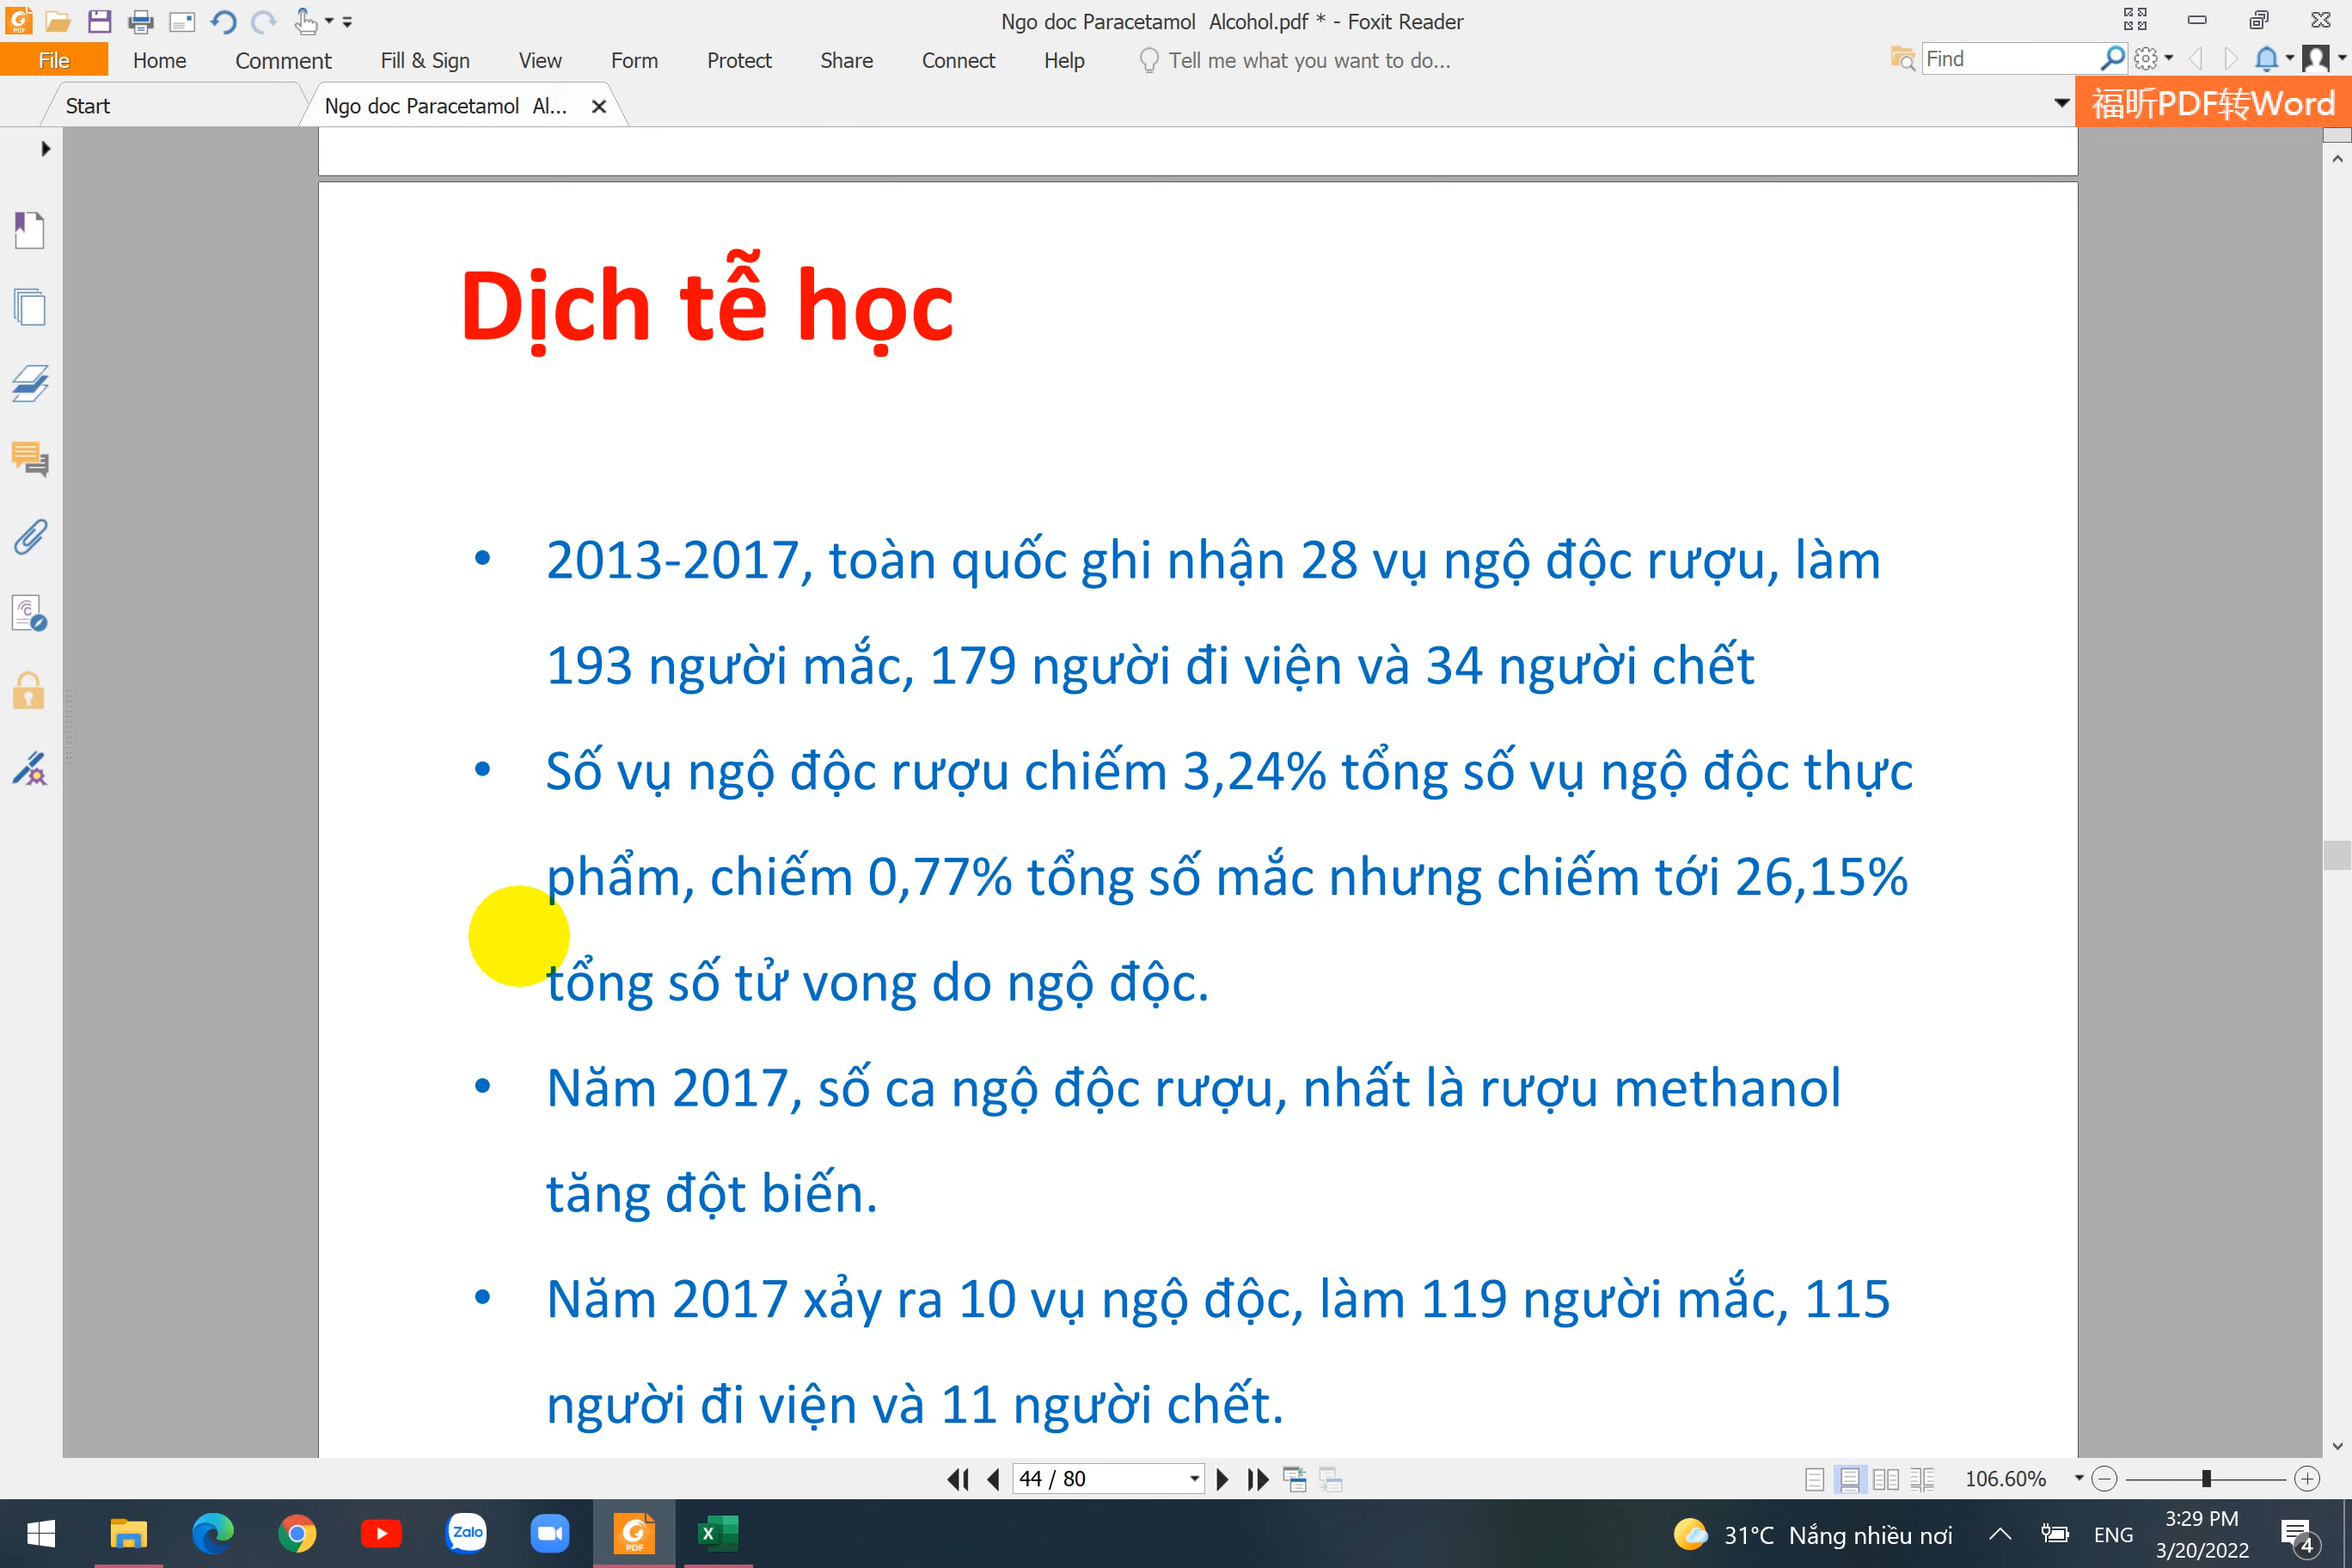 Ngo doc Paracetamol  Alcohol.pdf * - Foxit Reader
File Home Comment Fill & Sign View Form Protect Share Connect Help Tell me what you want to do... Find
Start Ngo doc Paracetamol  Al... 福昕PDF转Word
Dịch tễ học
• 2013-2017, toàn quốc ghi nhận 28 vụ ngộ độc rượu, làm
193 người mắc, 179 người đi viện và 34 người chết
• Số vụ ngộ độc rượu chiếm 3,24% tổng số vụ ngộ độc thực
phẩm, chiếm 0,77% tổng số mắc nhưng chiếm tới 26,15%
tổng số tử vong do ngộ độc.
• Năm 2017, số ca ngộ độc rượu, nhất là rượu methanol
tăng đột biến.
• Năm 2017 xảy ra 10 vụ ngộ độc, làm 119 người mắc, 115
người đi viện và 11 người chết.
44 / 80 106.60%
Zalo PDF X 31°C Nắng nhiều nơi ENG 3:29 PM
3/20/2022 4